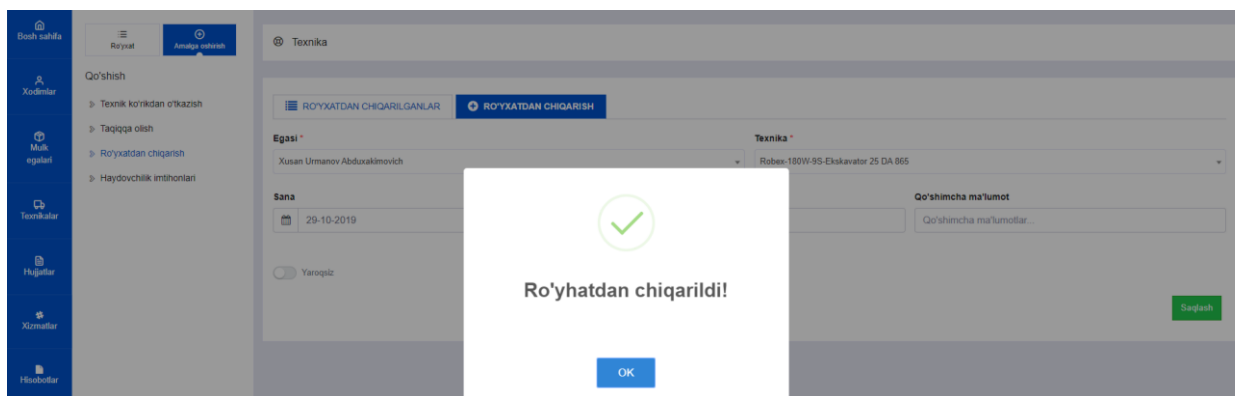 Bosh sahifa
Xodimlar
Mulk
egalari
Texnikalar
Hujjatlar
Xizmatlar
Hisobotlar
Ro'yxat
Amalga oshirish
Qo'shish
Texnik ko'rikdan o'tkazish
Taqiqqa olish
Ro'yxatdan chiqarish
Haydovchilik imtihonlari
Texnika
RO'YXATDAN CHIQARILGANLAR
RO'YXATDAN CHIQARISH
Egasi *
Xusan Urmanov Abduxakimovich
Texnika *
Robex-180W-9S-Ekskavator 25 DA 865
Sana
29-10-2019
Qo'shimcha ma'lumot
Qo'shimcha ma'lumotlar...
Yaroqsiz
Saqlash
Ro'yhatdan chiqarildi!
OK